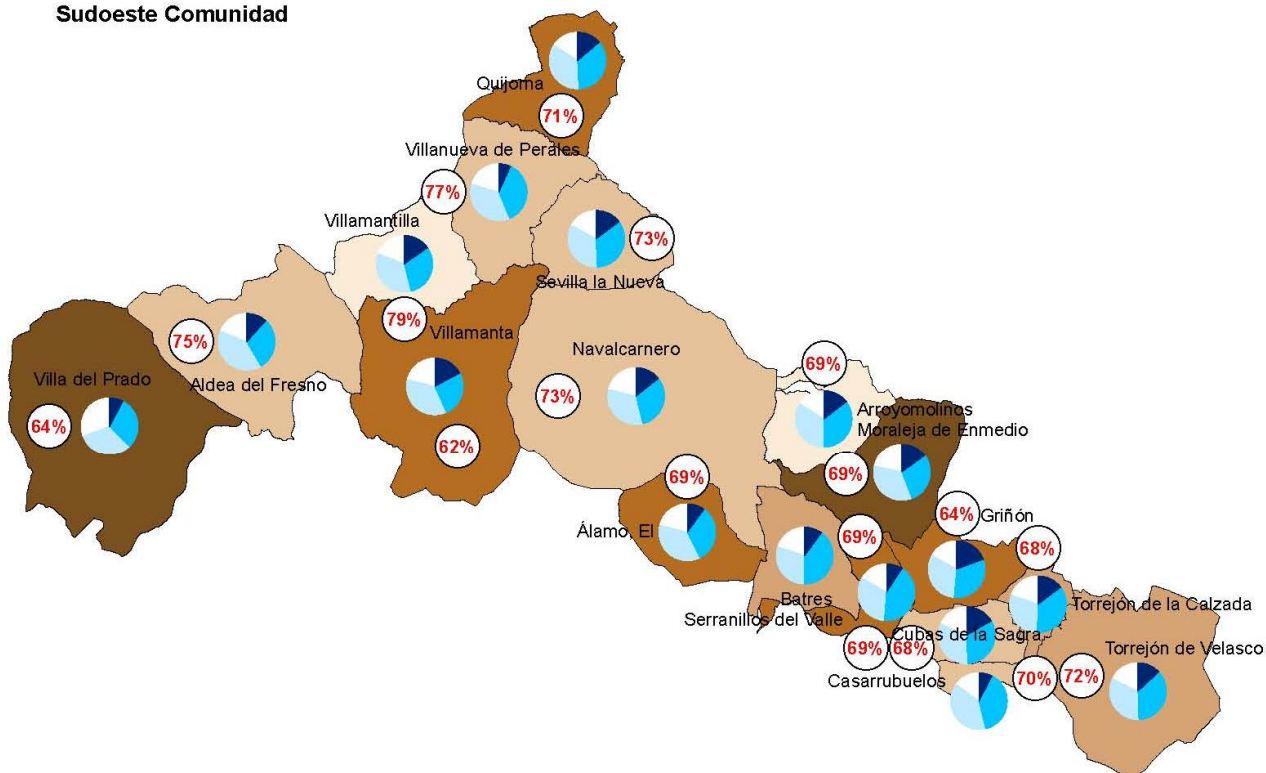 Sudoeste Comunidad
Quijorna
71%
Villanueva de Perales
77%
Villamantilla
73%
Sevilla la Nueva
79%
Villamanta
75%
Aldea del Fresno
Navalcarnero
73%
69%
Villa del Prado
64%
Arroyomolinos
Moraleja de Enmedio
62%
69%
69%
64%
Griñón
Álamo, El
69%
68%
Batres
Serranillos del Valle
Torrejón de la Calzada
Cubas de la Sagra
69%
68%
Torrejón de Velasco
Casarrubuelos
70%
72%